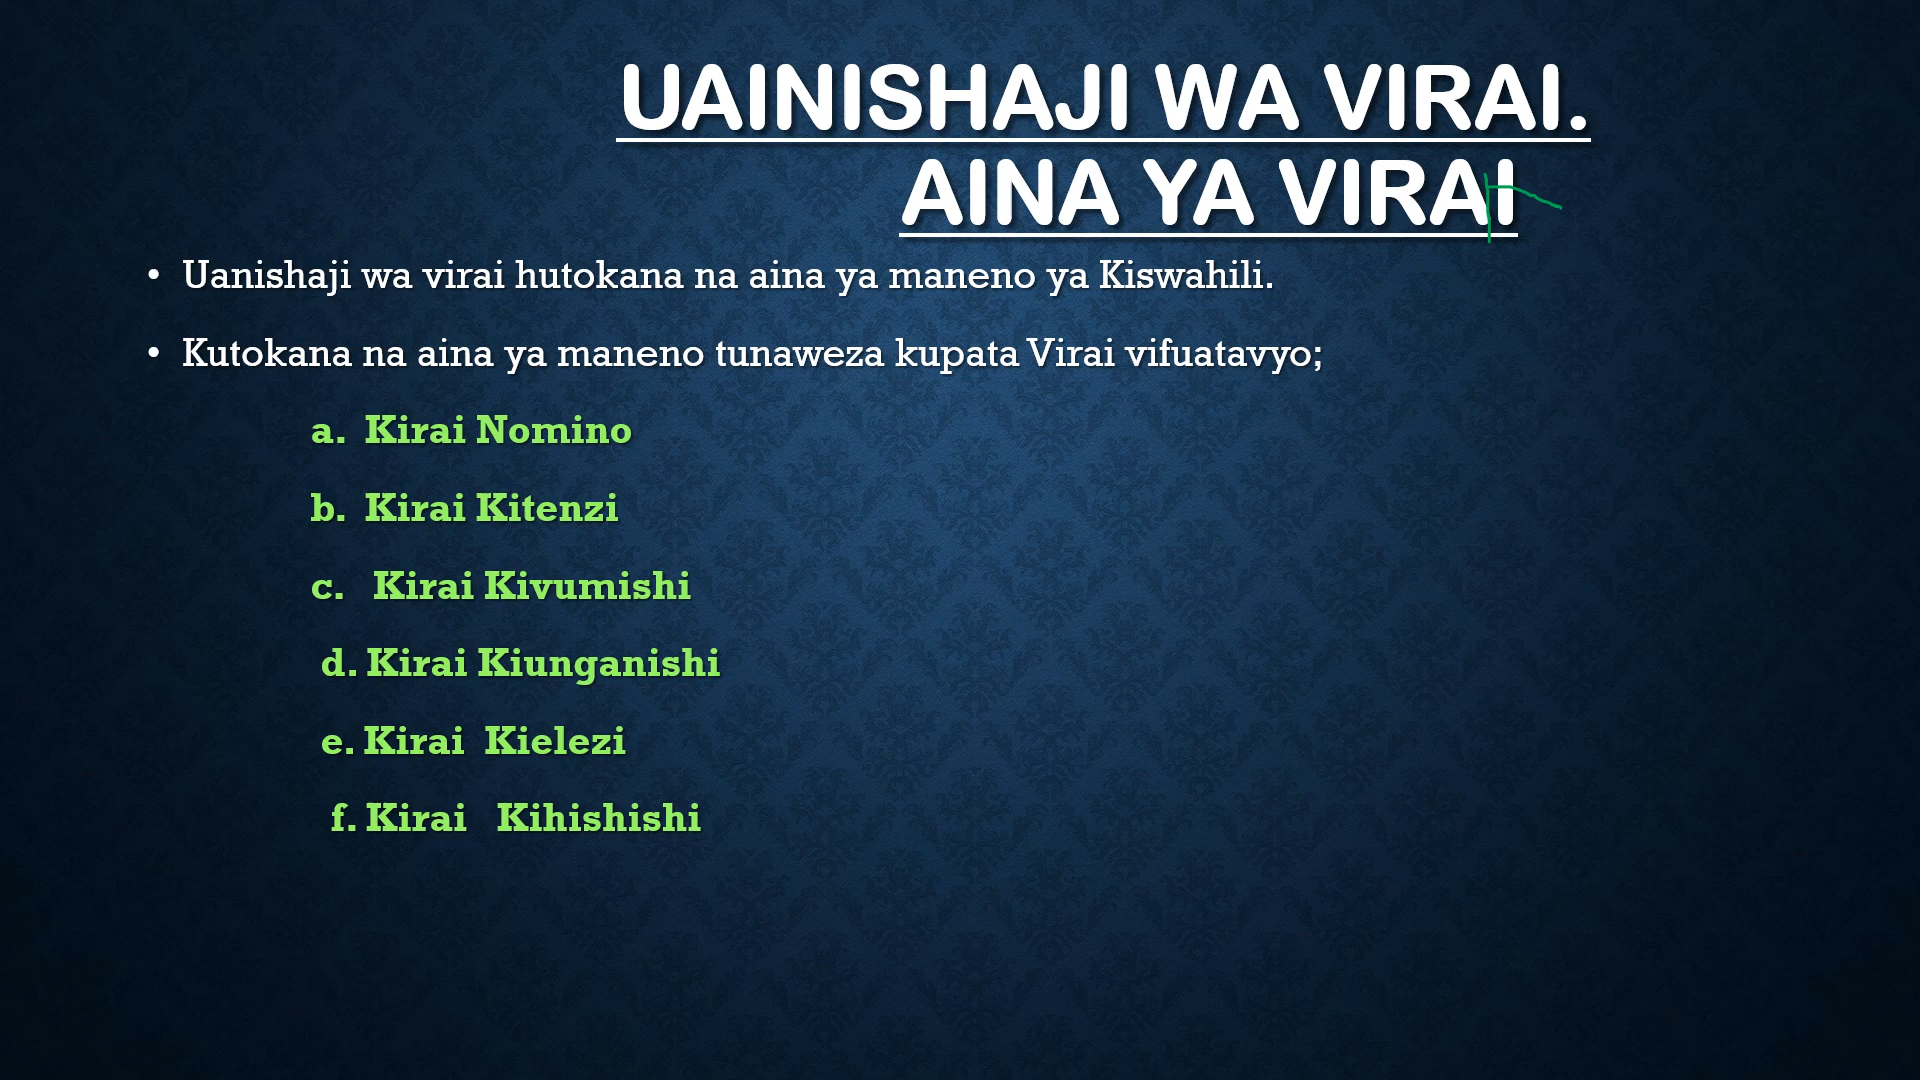 UAINISHAJI WA VIRAI.
AINA YA VIRAI
• Uanishaji wa virai hutokana na aina ya maneno ya Kiswahili.
• Kutokana na aina ya maneno tunaweza kupata Virai vifuatavyo;
a. Kirai Nomino
b. Kirai Kitenzi
c. Kirai Kivumishi
d. Kirai Kiunganishi
e. Kirai Kielezi
f. Kirai Kihishishi